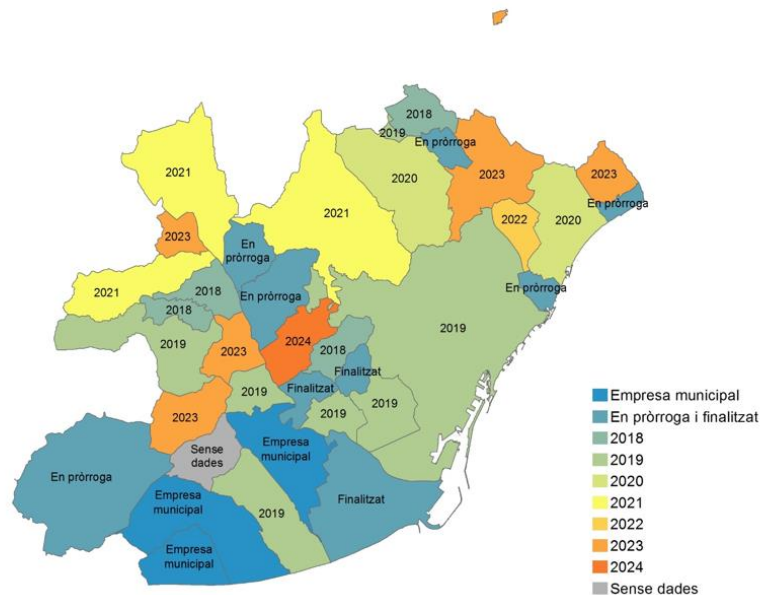 2018
2019
En pròrroga
2021
2020
2023
2023
En pròrroga
2021
2022
2020
2023
En
pròrroga
En pròrroga
2021
2018
En pròrroga
2018
2019
2024
2019
2023
2018
Finalitzat
Finalitzat
2019
2019
2019
2023
Empresa
municipal
Sense
dades
En pròrroga
Empresa
municipal
Finalitzat
2019
Empresa
municipal
Empresa municipal
En pròrroga i finalitzat
2018
2019
2020
2021
2022
2023
2024
Sense dades